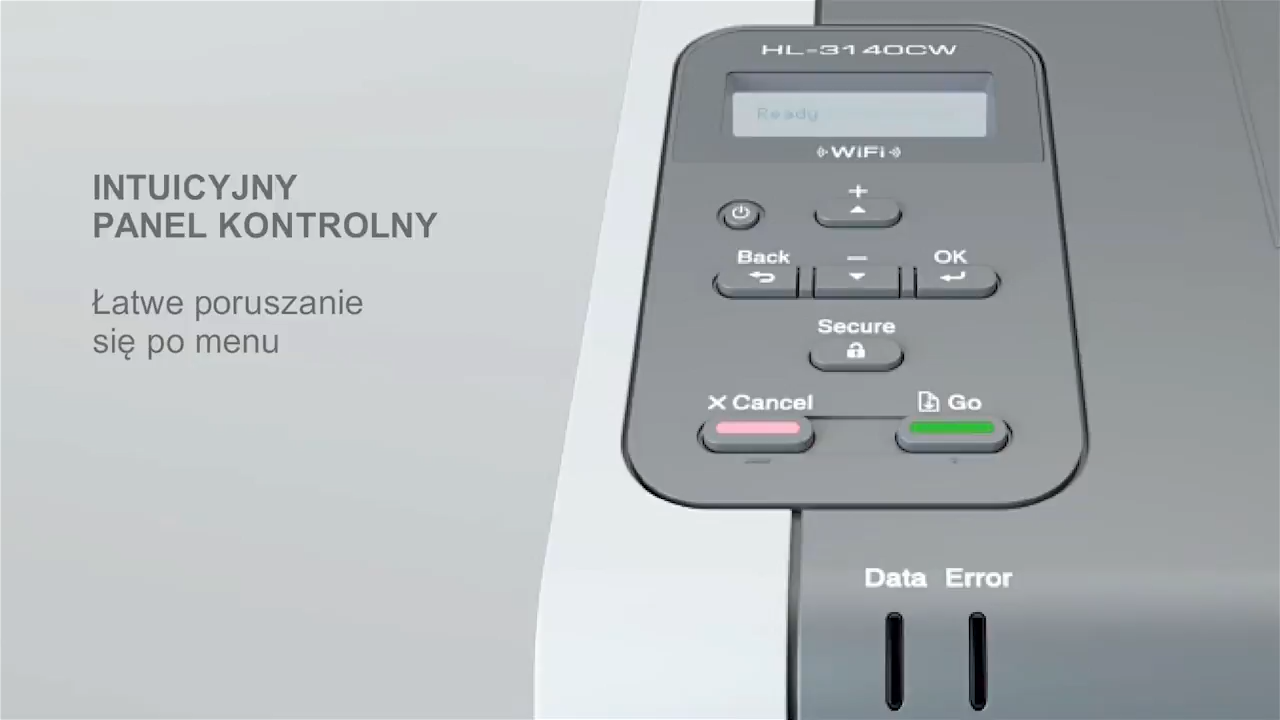 INTUICYJNY
PANEL KONTROLNY
Łatwe poruszanie
się po menu
HL-3140CW
Ready
WiFi
+
Back
−
OK
Secure
Cancel
Go
Data Error